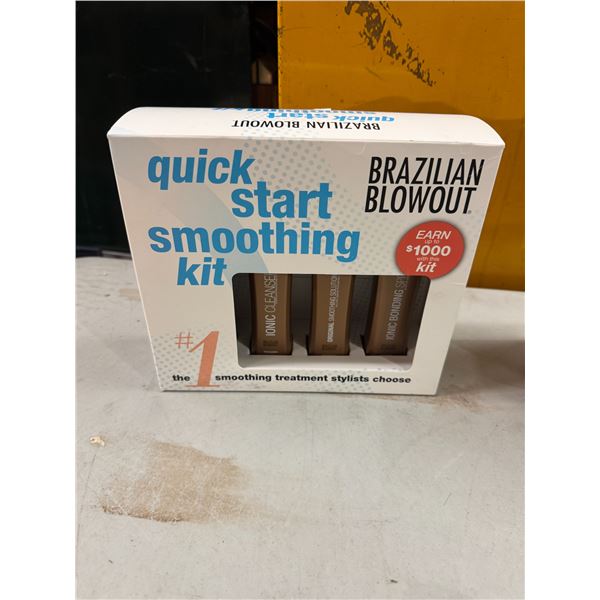 quick start
smoothing
BRAZILIAN BLOWOUT
quick
start
smoothing
kit
BRAZILIAN
BLOWOUT®
EARN
up to
$1000
with this
kit
IONIC CLEANSE
ORIGINAL SMOOTHING SOLUTION
IONIC BONDING
#1
the smoothing treatment stylists choose